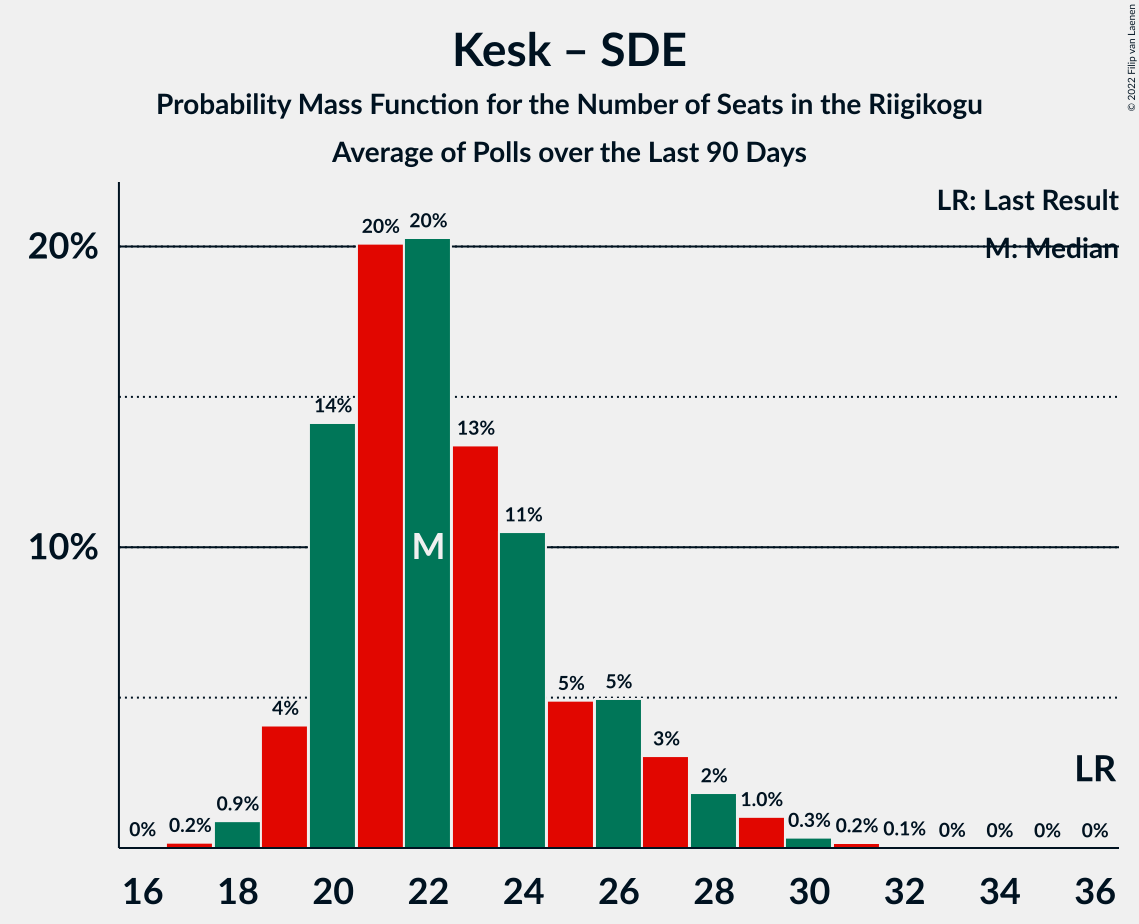 Kesk – SDE
Probability Mass Function for the Number of Seats in the Riigikogu
Average of Polls over the Last 90 Days
© 2022 Filip van Laenen
LR: Last Result
M: Median
20%
10%
0%
0.2%
0.9%
4%
14%
20%
20%
13%
11%
5%
5%
3%
2%
1.0%
0.3%
0.2%
0.1%
0%
0%
0%
0%
M
LR
16 18 20 22 24 26 28 30 32 34 36